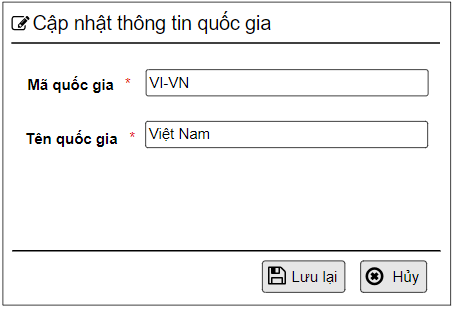 Cập nhật thông tin quốc gia
Mã quốc gia * VI-VN
Tên quốc gia * Việt Nam
Lưu lại Hủy